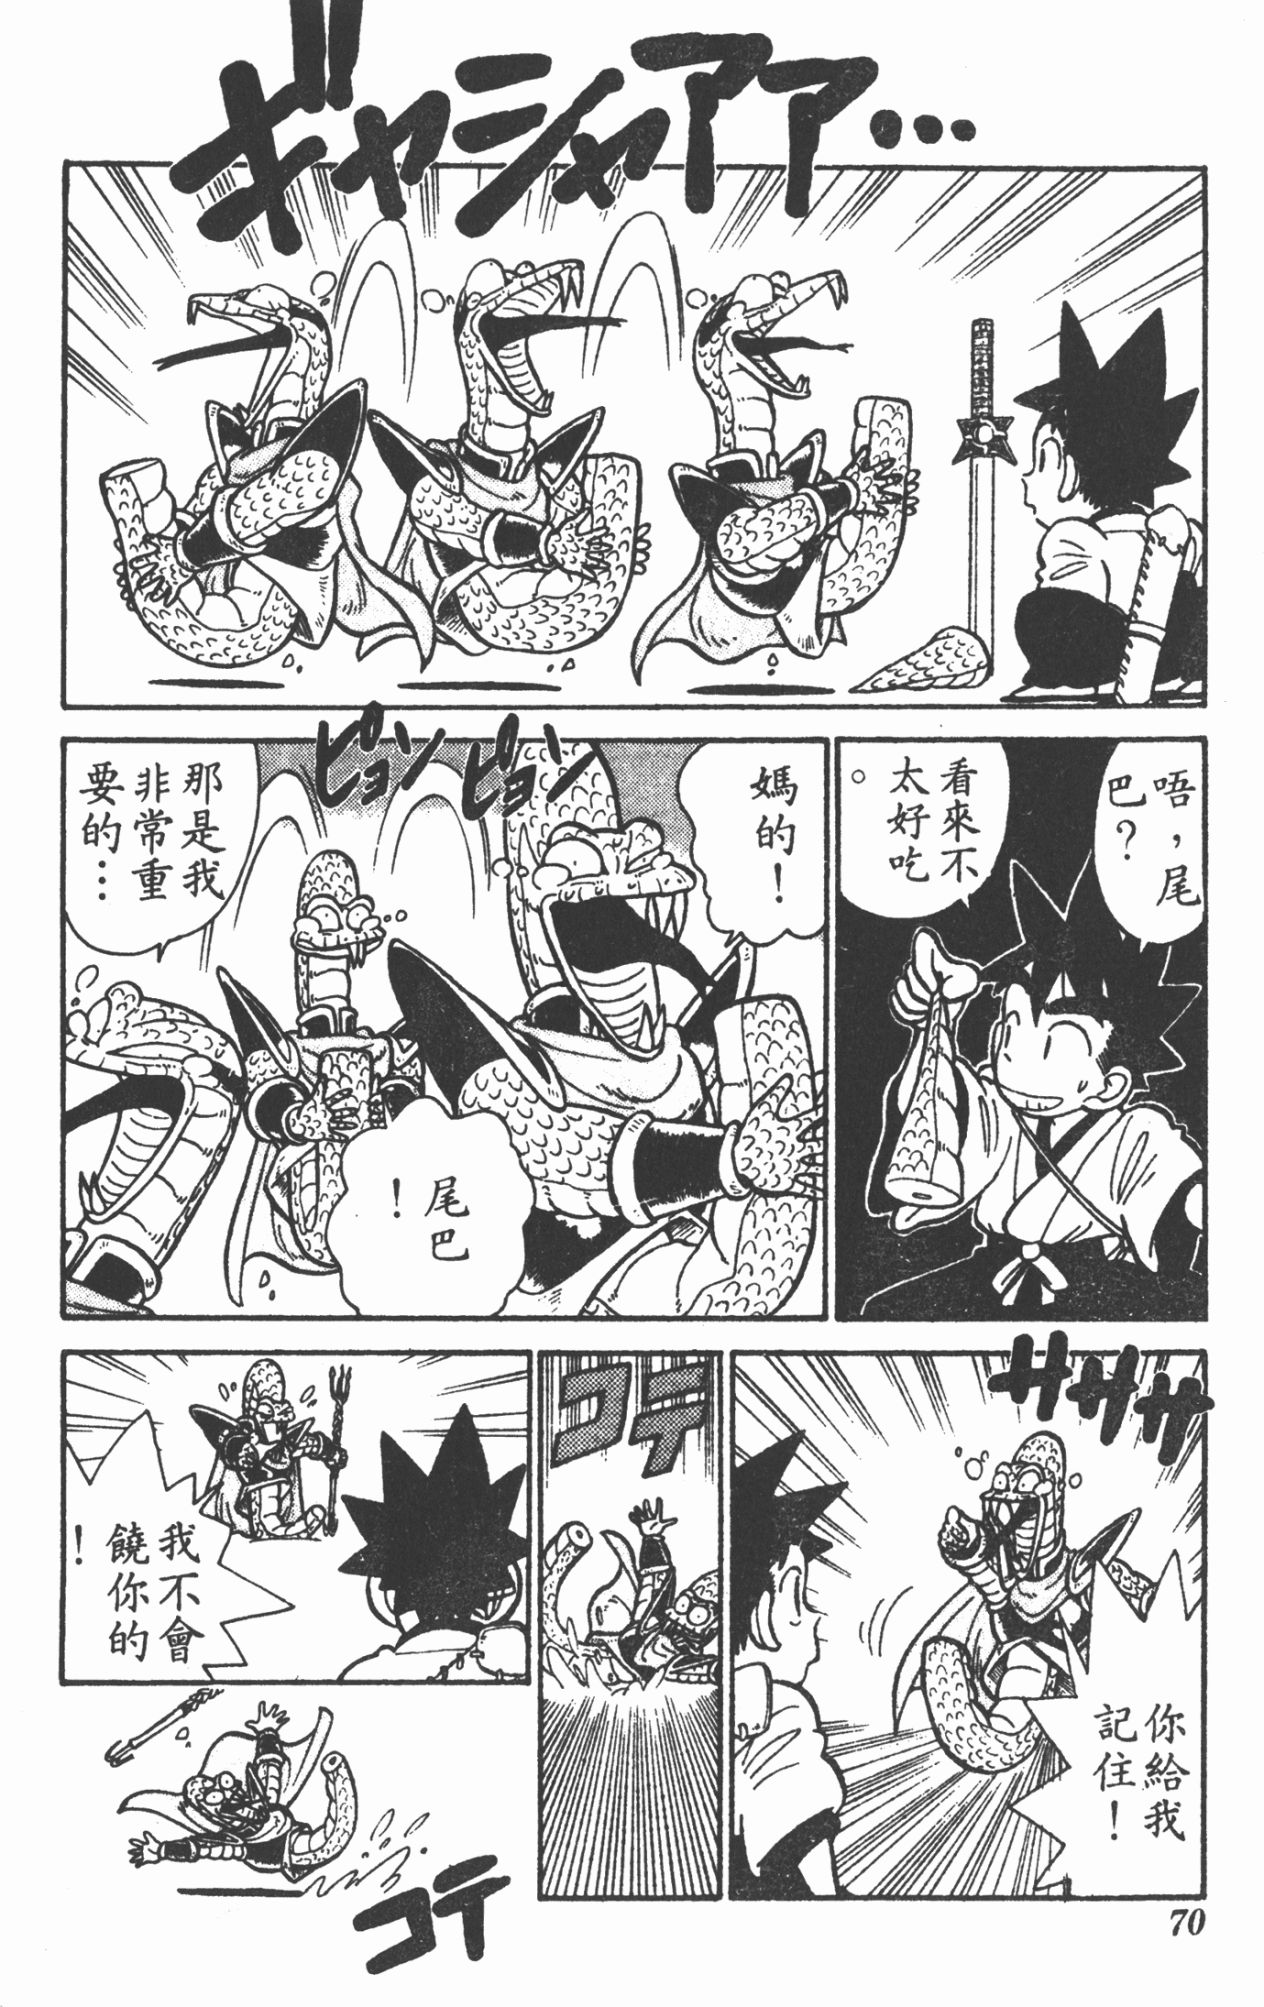 ギャシャアア…
唔，尾
巴？
看來不
太好吃
。
媽的！
ピョン
ピョン
那是我
非常重
要的…
尾巴
！
ササササ
你給我
記住！
コテ
我不會
饒你的
！
コテ
70